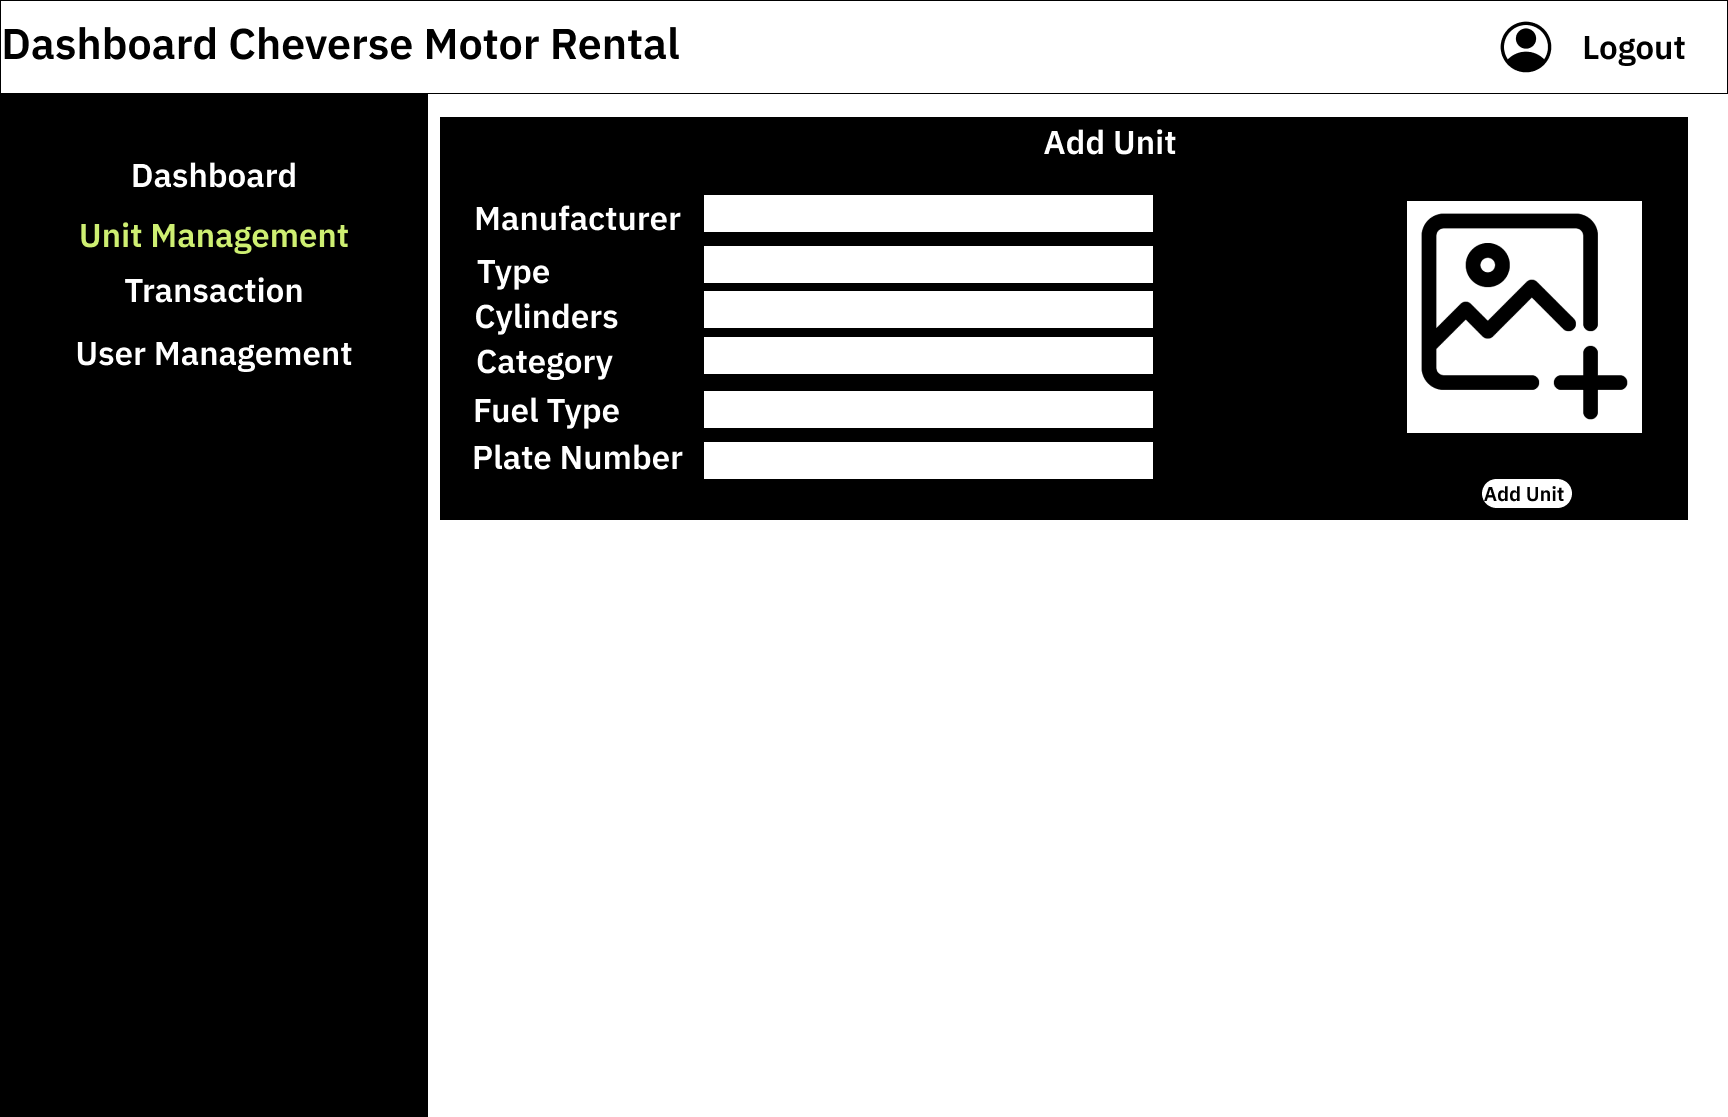 Dashboard Cheverse Motor Rental
Logout
Dashboard
Unit Management
Transaction
User Management
Add Unit
Manufacturer
Type
Cylinders
Category
Fuel Type
Plate Number
Add Unit